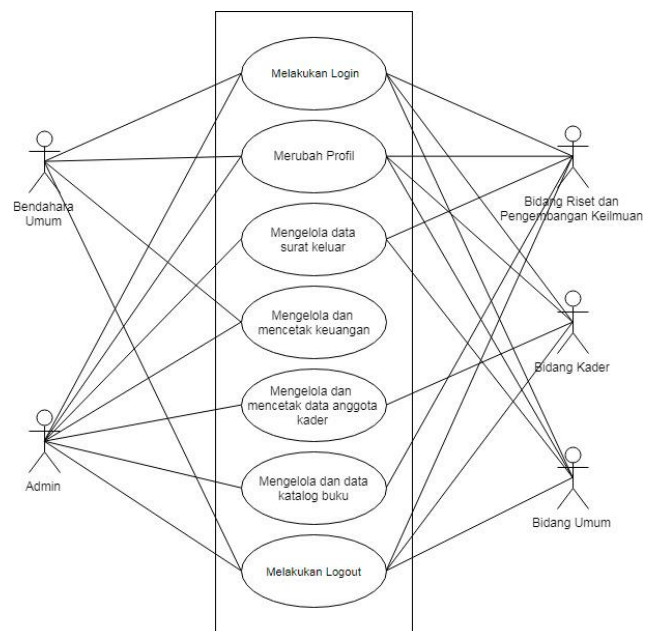 Melakukan Login
Merubah Profil
Bendahara
Umum
Bidang Riset dan
Pengembangan Keilmuan
Mengelola data
surat keluar
Mengelola dan
mencetak keuangan
Bidang Kader
Mengelola dan
mencetak data anggota
kader
Admin
Mengelola dan data
katalog buku
Bidang Umum
Melakukan Logout